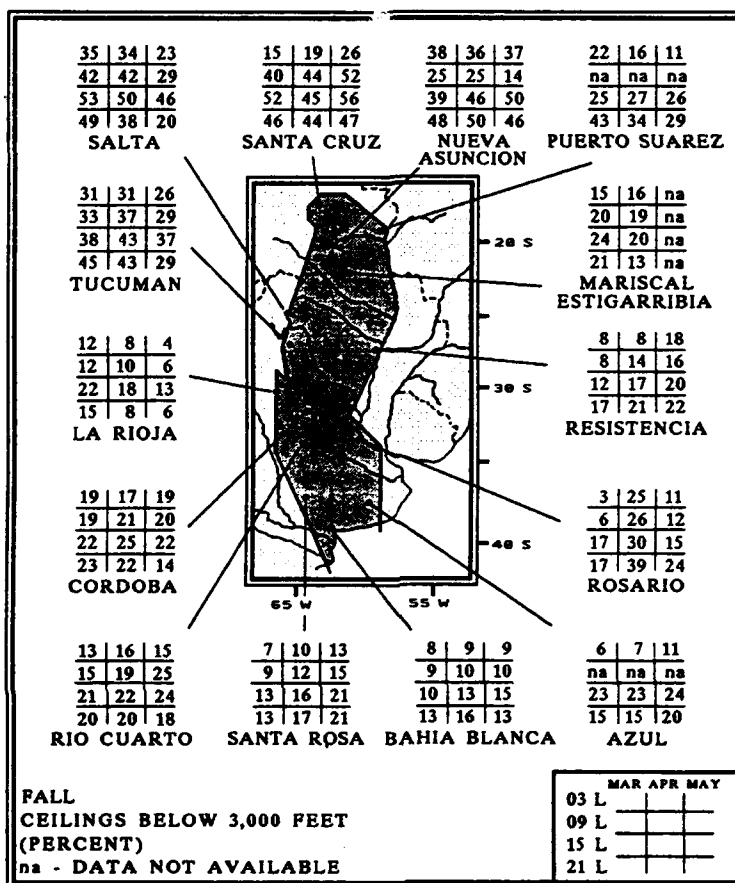 35 34 23
42 42 29
53 50 46
49 38 20
SALTA
15 19 26
40 44 52
52 45 56
46 44 47
SANTA CRUZ
38 36 37
25 25 14
39 46 50
48 50 46
NUEVA
ASUNCION
22 16 11
na na na
25 27 26
43 34 29
PUERTO SUAREZ
31 31 26
33 37 29
38 43 37
45 43 29
TUCUMAN
15 16 na
20 19 na
24 20 na
21 13 na
MARISCAL
ESTIGARRIBIA
12 8 4
12 10 6
22 18 13
15 8 6
LA RIOJA
8 8 18
8 14 16
12 17 20
17 21 22
RESISTENCIA
19 17 19
19 21 20
22 25 22
23 22 14
CORDOBA
3 25 11
6 26 12
17 30 15
17 39 24
ROSARIO
20 S
30 S
40 S
65 W
55 W
13 16 15
15 19 25
21 22 24
20 20 18
RIO CUARTO
7 10 13
9 12 15
13 16 21
13 17 21
SANTA ROSA
8 9 9
9 10 10
10 13 15
13 16 13
BAHIA BLANCA
6 7 11
na na na
23 23 24
15 15 20
AZUL
FALL
CEILINGS BELOW 3,000 FEET
(PERCENT)
na - DATA NOT AVAILABLE
MAR APR MAY
03 L
09 L
15 L
21 L